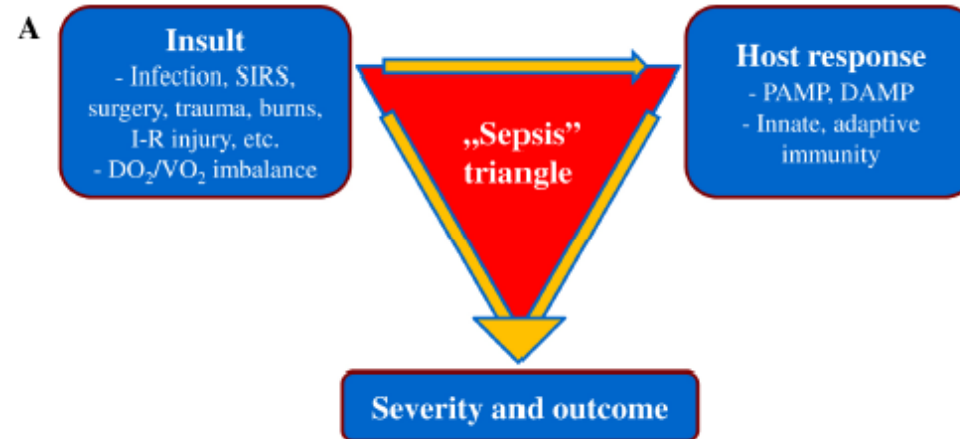 A
Insult
- Infection, SIRS,
surgery, trauma, burns,
I-R injury, etc.
- DO₂/VO₂ imbalance
„Sepsis”
triangle
Host response
- PAMP, DAMP
- Innate, adaptive
immunity
Severity and outcome